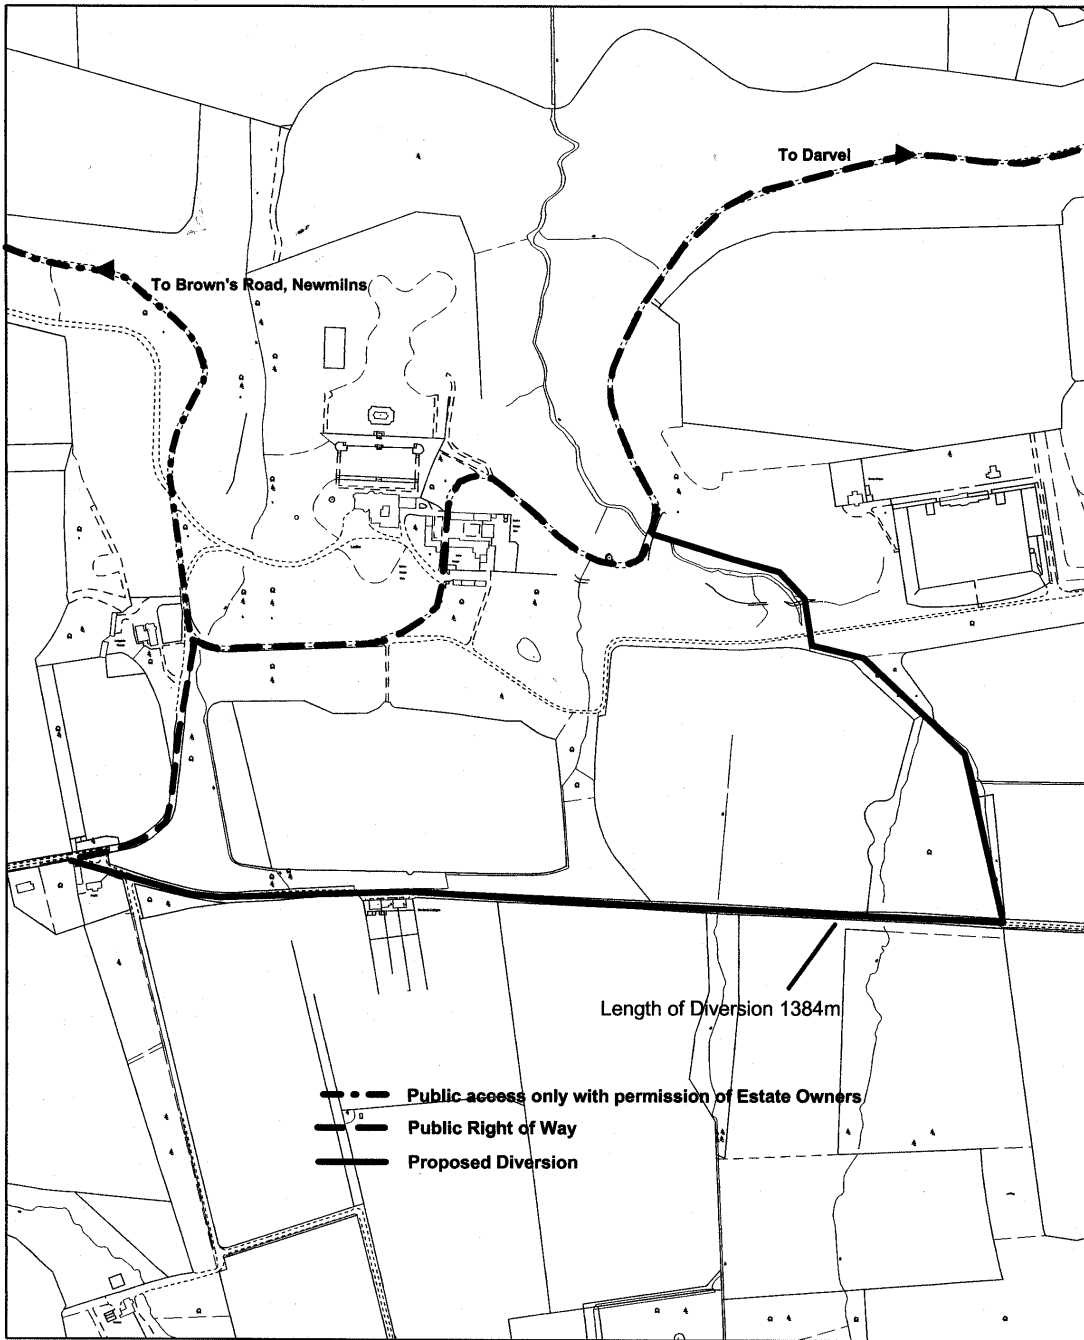 To Darvel
To Brown's Road, Newmilns
Length of Diversion 1384m
Public access only with permission of Estate Owners
Public Right of Way
Proposed Diversion